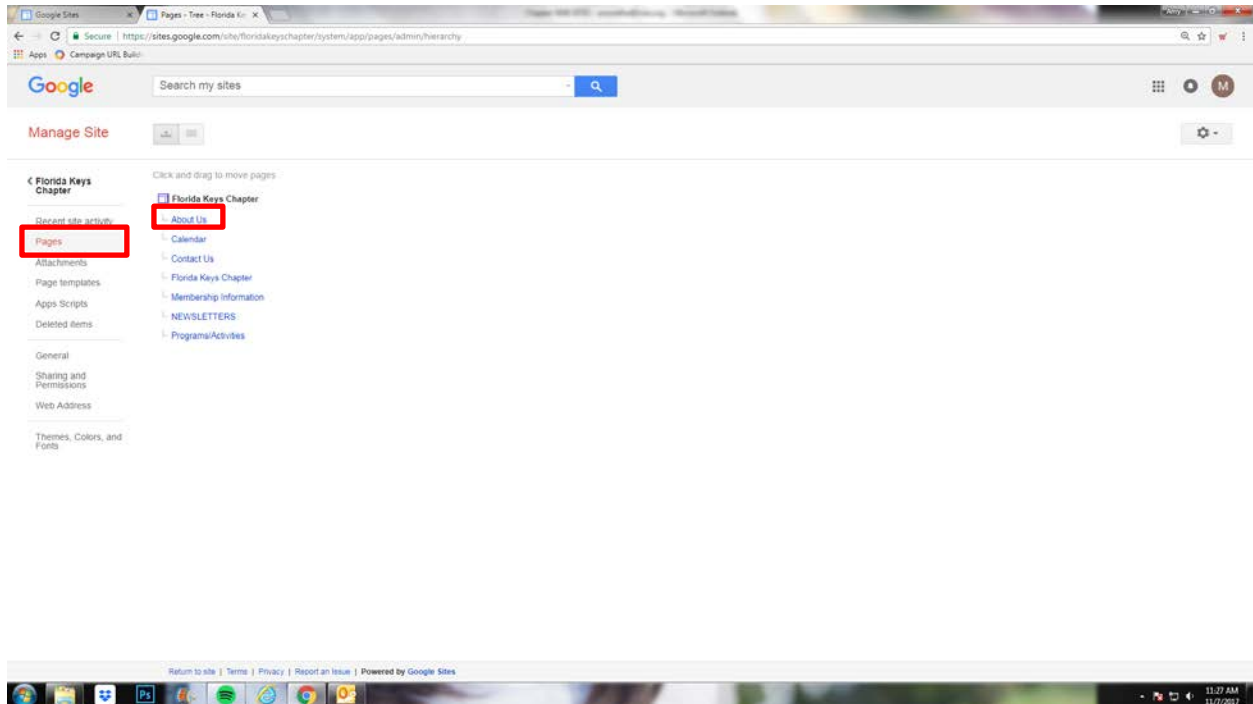 Google Sites
Pages - Tree - Florida Ke
Secure | https://sites.google.com/site/floridakeyschapter/system/app/pages/admin/hierarchy
Apps Campaign URL Build
Google
Search my sites
M
Manage Site
Florida Keys
Chapter
Recent site activity
Pages
Attachments
Page templates
Apps Scripts
Deleted items
General
Sharing and
Permissions
Web Address
Themes, Colors, and
Fonts
Click and drag to move pages
Florida Keys Chapter
About Us
Calendar
Contact Us
Florida Keys Chapter
Membership Information
NEWSLETTERS
Programs/Activities
Return to site | Terms | Privacy | Report an Issue | Powered by Google Sites
Ps
11:27 AM
11/7/2017